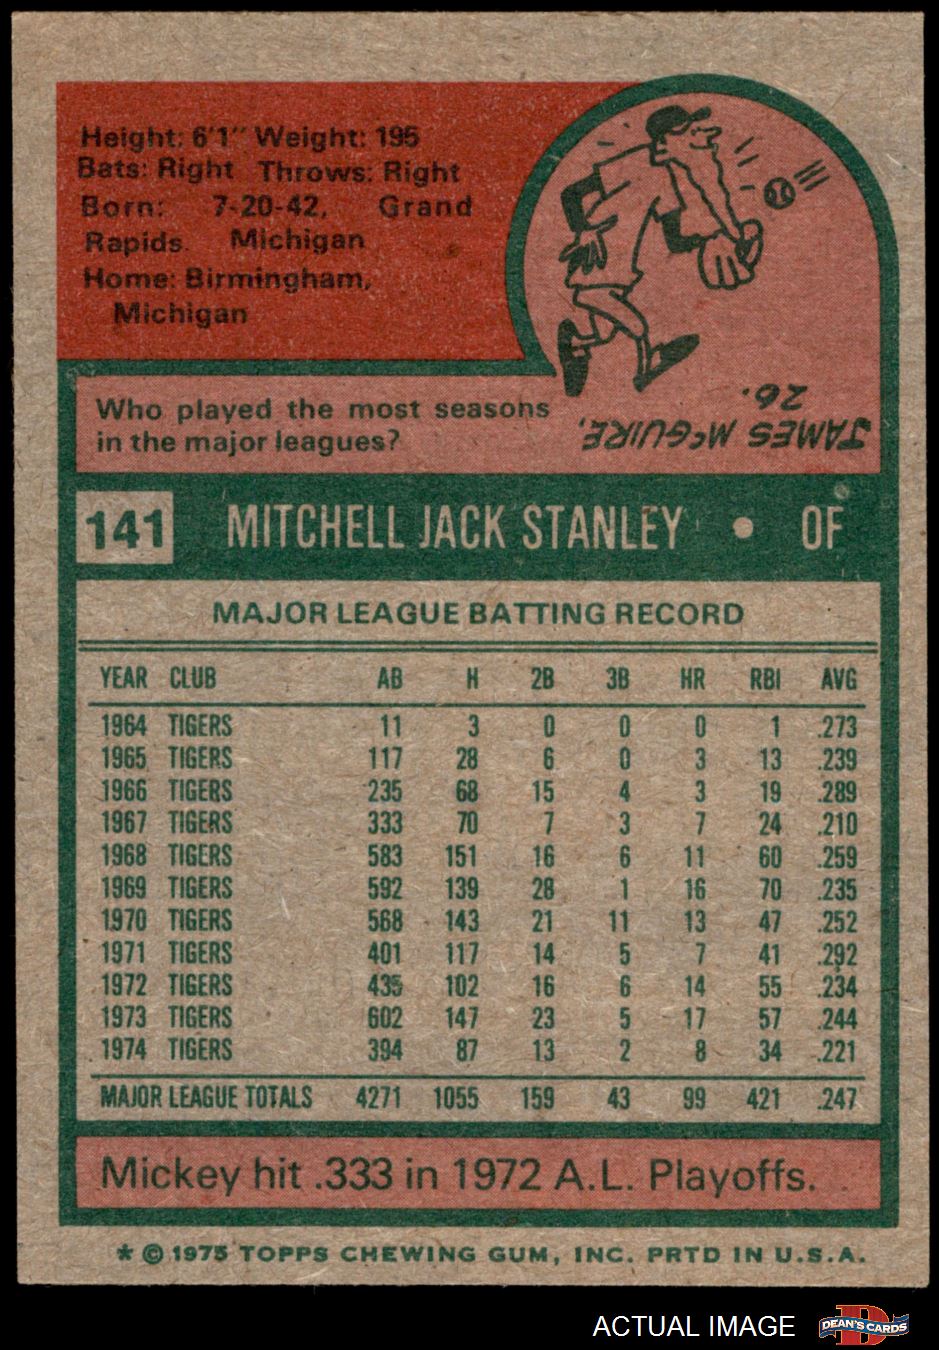 Height: 6'1" Weight: 195
Bats: Right Throws: Right
Born: 7-20-42, Grand
Rapids. Michigan
Home: Birmingham,
Michigan
Who played the most seasons
in the major leagues?
JAMES McGUIRE,
26.
141 MITCHELL JACK STANLEY • OF
MAJOR LEAGUE BATTING RECORD
YEAR CLUB AB H 2B 3B HR RBI AVG
1964 TIGERS 11 3 0 0 0 1 .273
1965 TIGERS 117 28 6 0 3 13 .239
1966 TIGERS 235 68 15 4 3 19 .289
1967 TIGERS 333 70 7 3 7 24 .210
1968 TIGERS 583 151 16 6 11 60 .259
1969 TIGERS 592 139 28 1 16 70 .235
1970 TIGERS 568 143 21 11 13 47 .252
1971 TIGERS 401 117 14 5 7 41 .292
1972 TIGERS 435 102 16 6 14 55 .234
1973 TIGERS 602 147 23 5 17 57 .244
1974 TIGERS 394 87 13 2 8 34 .221
MAJOR LEAGUE TOTALS 4271 1055 159 43 99 421 .247
Mickey hit .333 in 1972 A.L. Playoffs.
* © 1975 TOPPS CHEWING GUM, INC. PRTD IN U.S.A.
ACTUAL IMAGE
DEAN'S CARDS